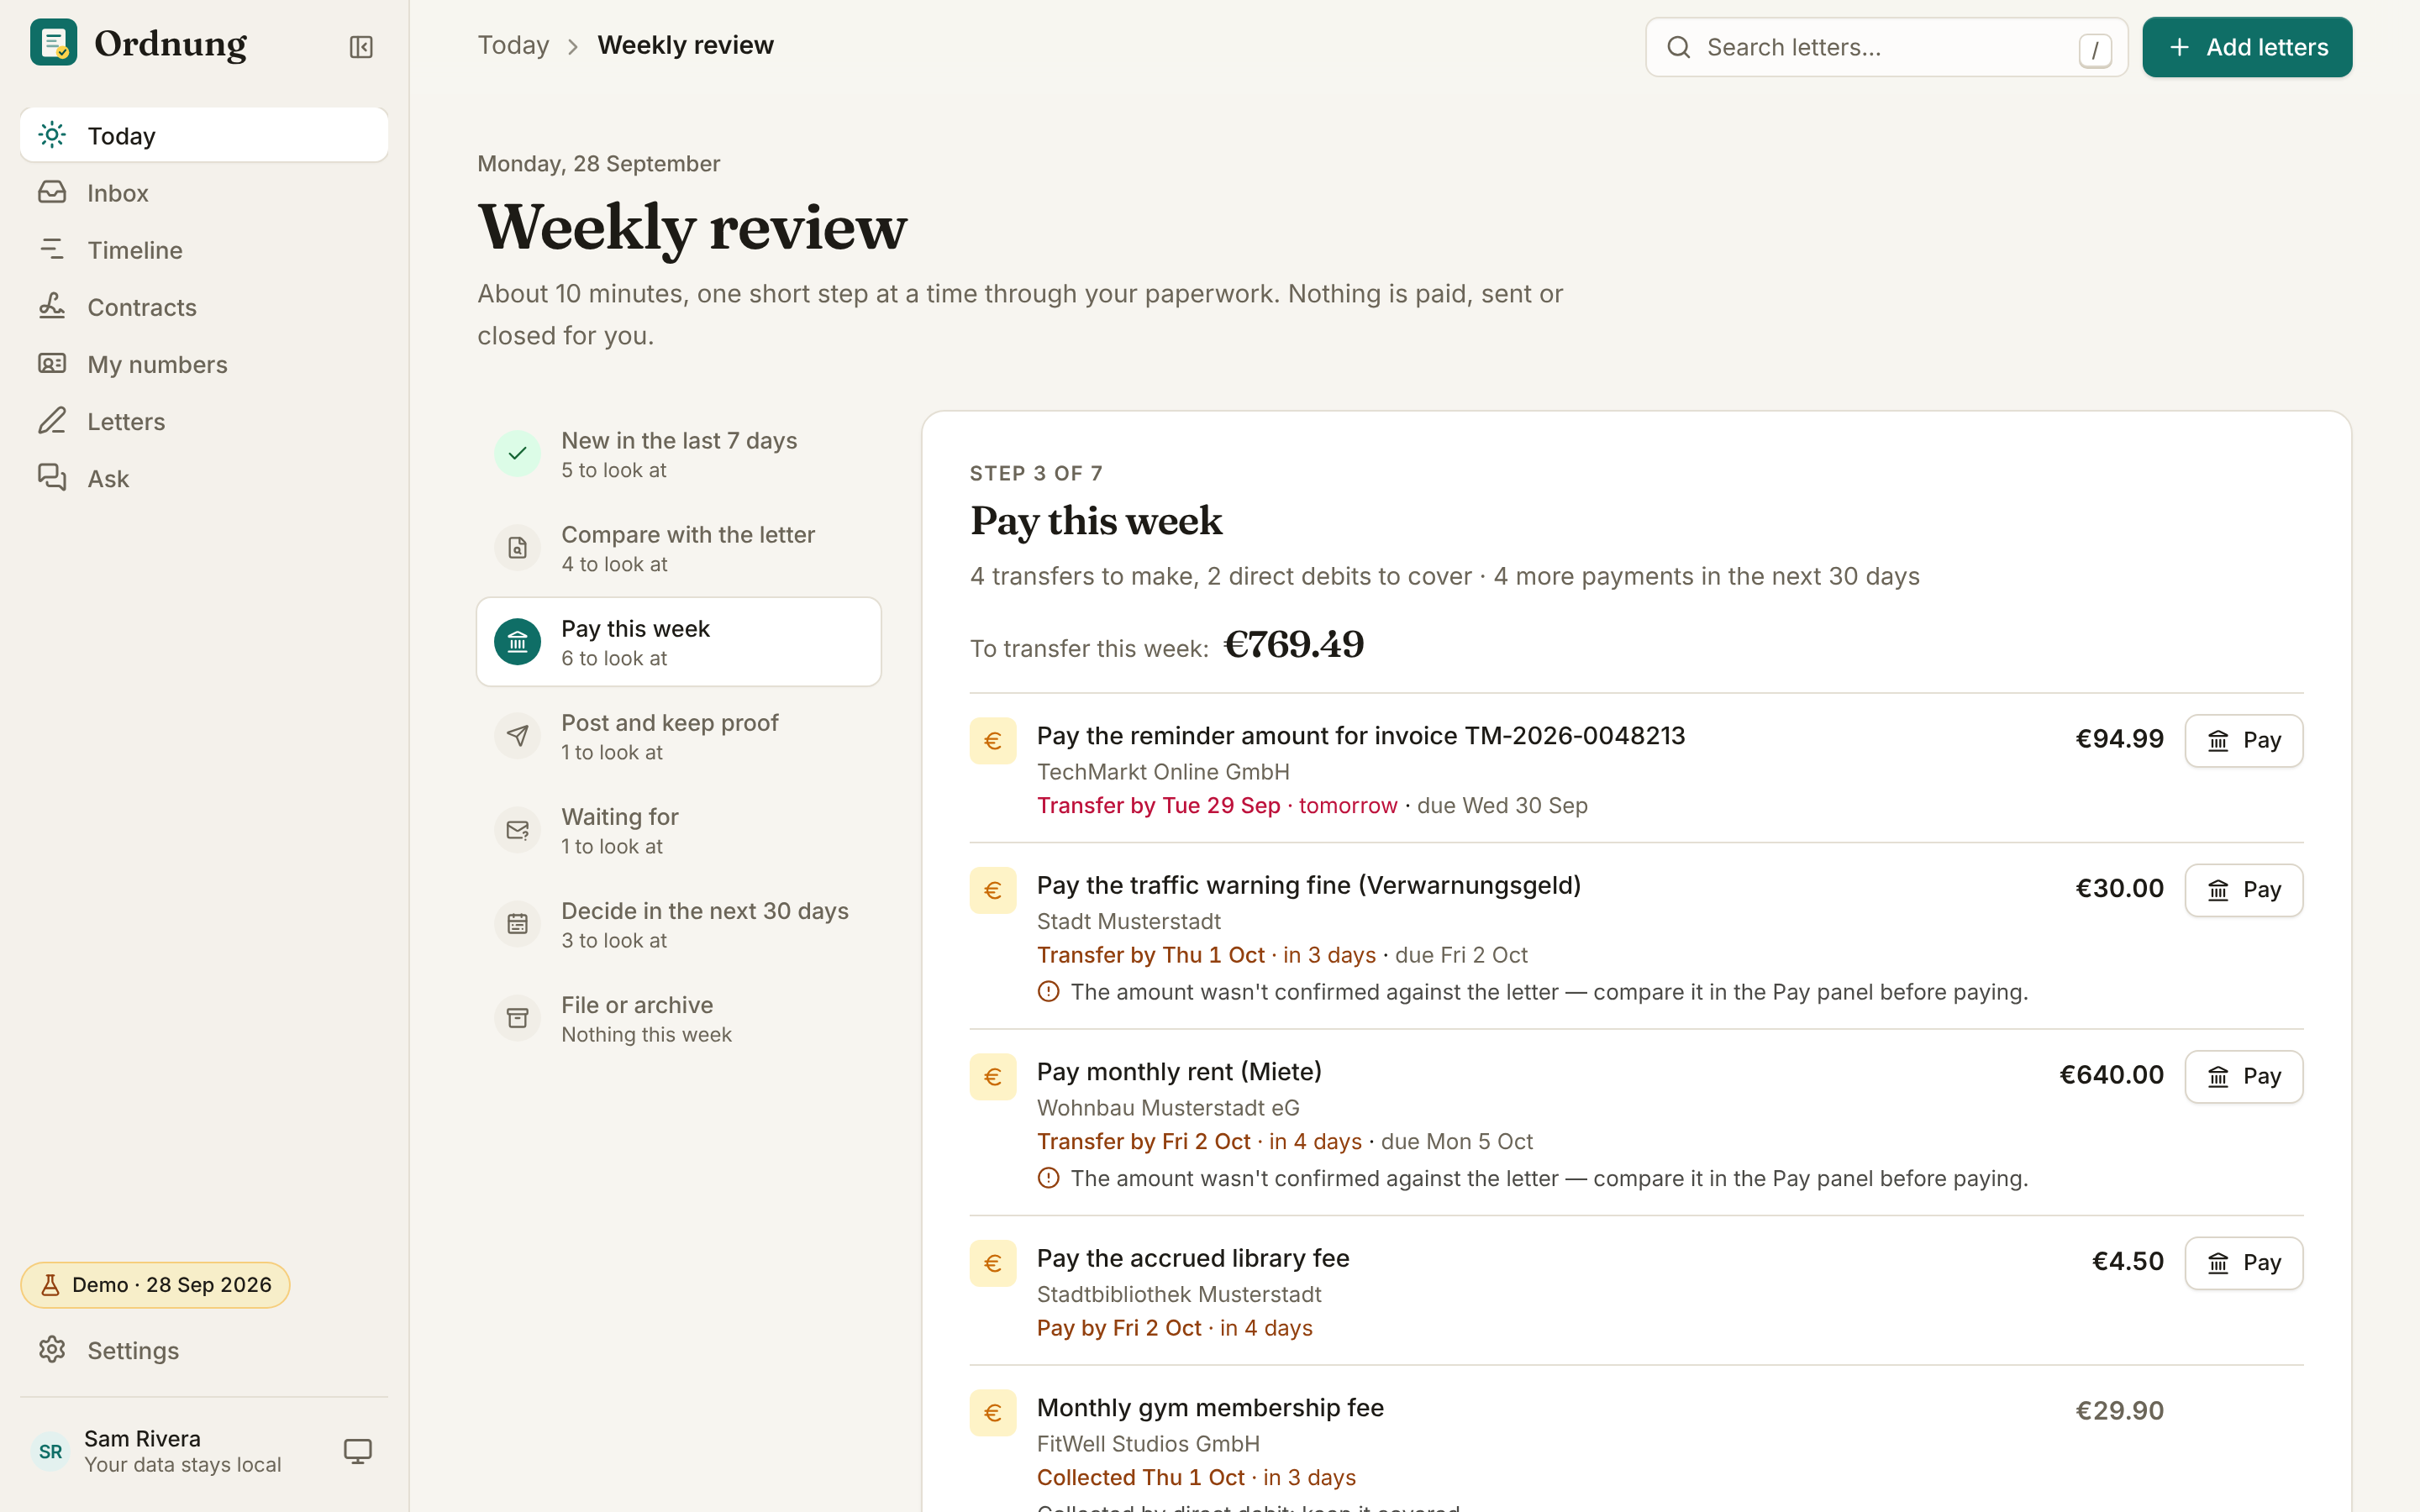 Ordnung
Today
Inbox
Timeline
Contracts
My numbers
Letters
Ask
Demo · 28 Sep 2026
Settings
SR
Sam Rivera
Your data stays local
Today > Weekly review
Search letters...
/
+ Add letters
Monday, 28 September
Weekly review
About 10 minutes, one short step at a time through your paperwork. Nothing is paid, sent or
closed for you.
New in the last 7 days
5 to look at
Compare with the letter
4 to look at
Pay this week
6 to look at
Post and keep proof
1 to look at
Waiting for
1 to look at
Decide in the next 30 days
3 to look at
File or archive
Nothing this week
STEP 3 OF 7
Pay this week
4 transfers to make, 2 direct debits to cover · 4 more payments in the next 30 days
To transfer this week: €769.49
€
Pay the reminder amount for invoice TM-2026-0048213
€94.99
Pay
TechMarkt Online GmbH
Transfer by Tue 29 Sep · tomorrow · due Wed 30 Sep
€
Pay the traffic warning fine (Verwarnungsgeld)
€30.00
Pay
Stadt Musterstadt
Transfer by Thu 1 Oct · in 3 days · due Fri 2 Oct
The amount wasn't confirmed against the letter — compare it in the Pay panel before paying.
€
Pay monthly rent (Miete)
€640.00
Pay
Wohnbau Musterstadt eG
Transfer by Fri 2 Oct · in 4 days · due Mon 5 Oct
The amount wasn't confirmed against the letter — compare it in the Pay panel before paying.
€
Pay the accrued library fee
€4.50
Pay
Stadtbibliothek Musterstadt
Pay by Fri 2 Oct · in 4 days
€
Monthly gym membership fee
€29.90
FitWell Studios GmbH
Collected Thu 1 Oct · in 3 days
Collected by direct debit; keep it covered